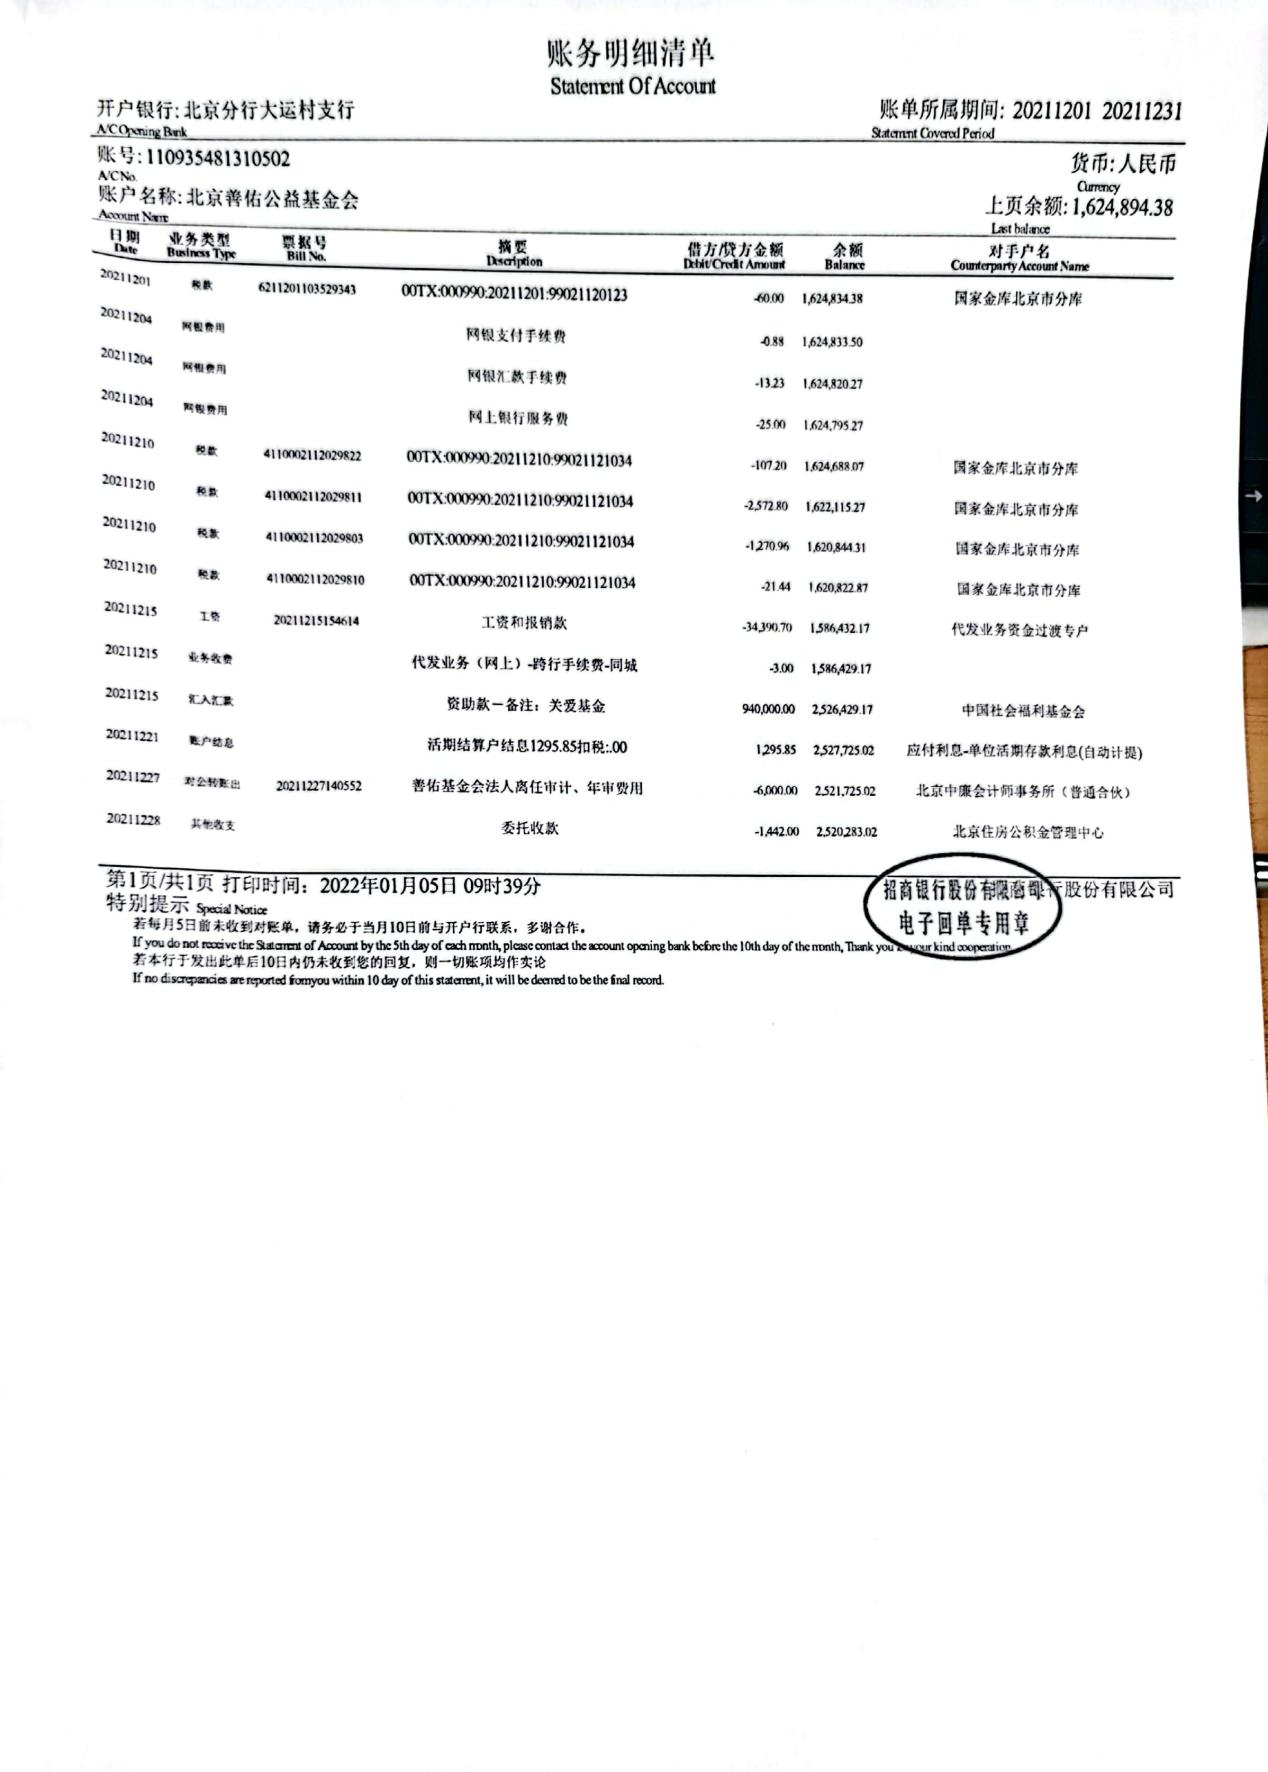 账务明细清单
Statement Of Account
开户银行:北京分行大运村支行 账单所属期间: 20211201 20211231
A/C Opening Bank Statement Covered Period
账号:110935481310502 货币:人民币
A/C No. Currency
账户名称:北京善佑公益基金会 上页余额:1,624,894.38
Account Name Last balance
日期 业务类型 票据号 摘要 借方/贷方金额 余额 对手户名
Date Business Type Bill No. Description Debit/Credit Amount Balance Counterparty Account Name
20211201 税款 6211201103529343 00TX:000990:20211201:99021120123 -60.00 1,624,834.38 国家金库北京市分库
20211204 网银费用 网银支付手续费 -0.88 1,624,833.50
20211204 网银费用 网银汇款手续费 -13.23 1,624,820.27
20211204 网银费用 网上银行服务费 -25.00 1,624,795.27
20211210 税款 4110002112029822 00TX:000990:20211210:99021121034 -107.20 1,624,688.07 国家金库北京市分库
20211210 税款 4110002112029811 00TX:000990:20211210:99021121034 -2,572.80 1,622,115.27 国家金库北京市分库
20211210 税款 4110002112029803 00TX:000990:20211210:99021121034 -1,270.96 1,620,844.31 国家金库北京市分库
20211210 税款 4110002112029810 00TX:000990:20211210:99021121034 -21.44 1,620,822.87 国家金库北京市分库
20211215 工资 20211215154614 工资和报销款 -34,390.70 1,586,432.17 代发业务资金过渡专户
20211215 业务收费 代发业务（网上）-跨行手续费-同城 -3.00 1,586,429.17
20211215 汇入汇款 资助款－备注：关爱基金 940,000.00 2,526,429.17 中国社会福利基金会
20211221 账户结息 活期结算户结息1295.85扣税:.00 1,295.85 2,527,725.02 应付利息-单位活期存款利息(自动计提)
20211227 对公转账出 20211227140552 善佑基金会法人离任审计、年审费用 -6,000.00 2,521,725.02 北京中廉会计师事务所（普通合伙）
20211228 其他收支 委托收款 -1,442.00 2,520,283.02 北京住房公积金管理中心
第1页/共1页 打印时间：2022年01月05日 09时39分 招商银行股份有限公司
电子回单专用章
特别提示 Special Notice
若每月5日前未收到对账单，请务必于当月10日前与开户行联系，多谢合作。
If you do not receive the Statement of Account by the 5th day of each month, please contact the account opening bank before the 10th day of the month, Thank you your kind cooperation
若本行于发出此单后10日内仍未收到您的回复，则一切账项均作实论
If no discrepancies are reported from you within 10 day of this statement, it will be deemed to be the final record.